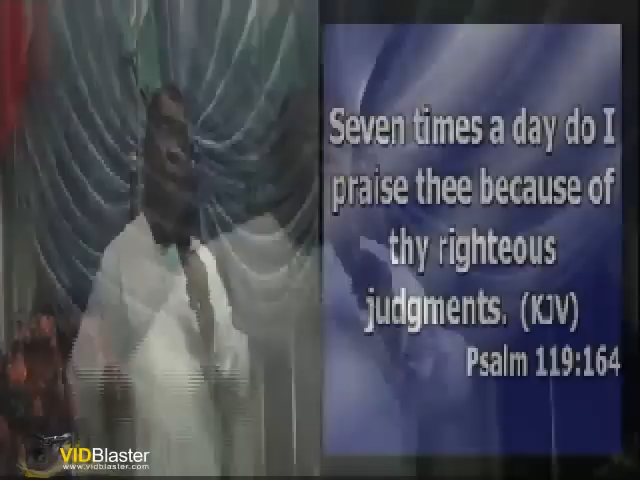 Seven times a day do I
praise thee because of
thy righteous
judgments. (KJV)
Psalm 119:164
VIDBlaster
www.vidblaster.com